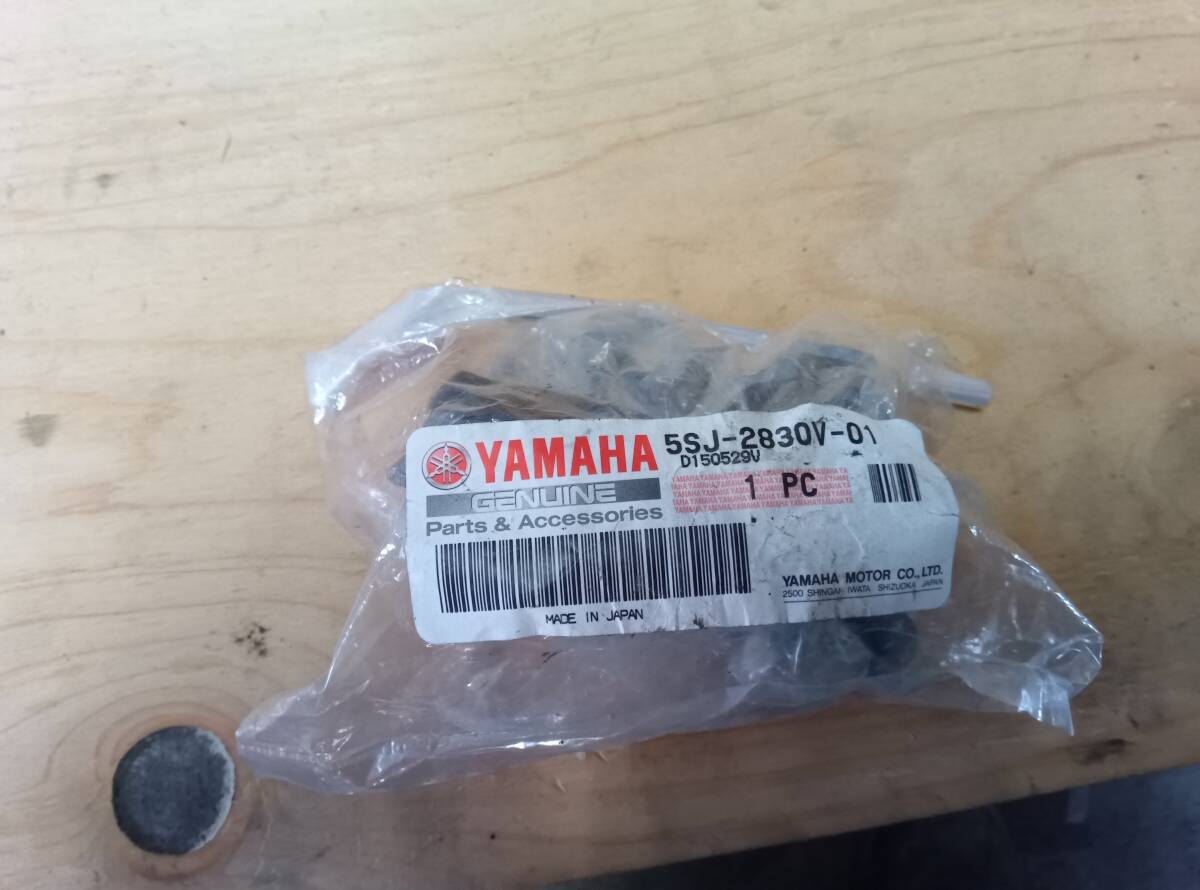 YAMAHA 5SJ-2830V-01
D150529V
GENUINE
1 PC
Parts & Accessories
MADE IN JAPAN
YAMAHA MOTOR CO.,LTD.
2500 SHINGAI IWATA SHIZUOKA JAPAN